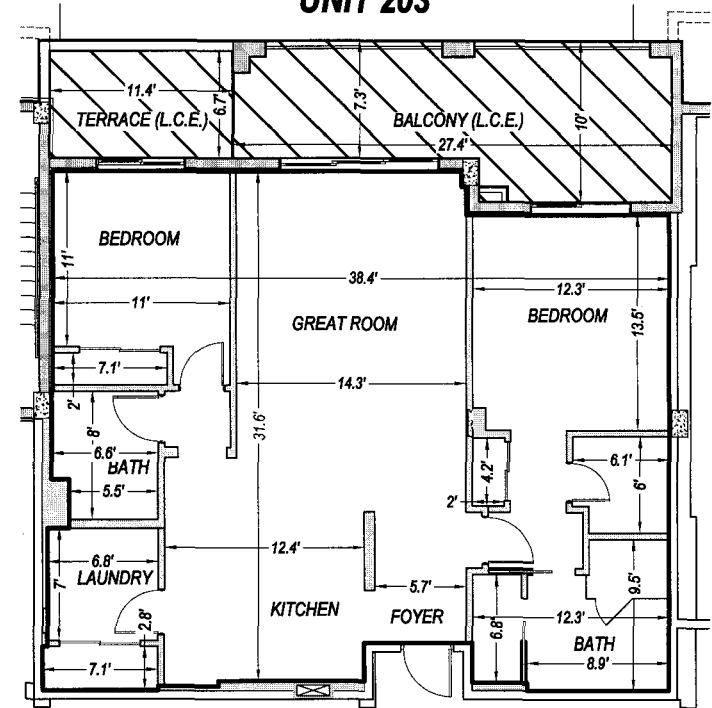 UNIT 203
11.4'
6.7'
7.3'
10'
TERRACE (L.C.E.)
BALCONY (L.C.E.)
27.4'
BEDROOM
11'
38.4'
12.3'
11'
GREAT ROOM
BEDROOM
13.5'
7.1'
14.3'
2'
8'
31.6'
6.6'
BATH
4.2'
6.1'
6'
5.5'
2'
12.4'
6.8'
7'
LAUNDRY
5.7'
9.5'
2.8'
KITCHEN
FOYER
6.8'
12.3'
BATH
7.1'
8.9'